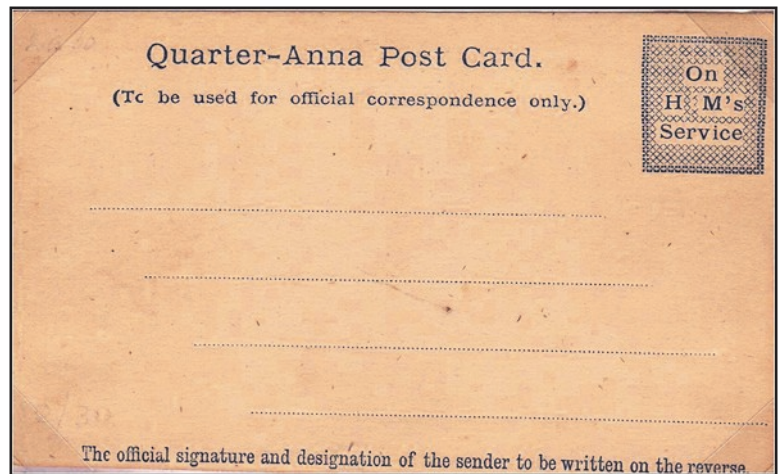 Quarter-Anna Post Card.
(To be used for official correspondence only.)
On
H M's
Service
The official signature and designation of the sender to be written on the reverse.